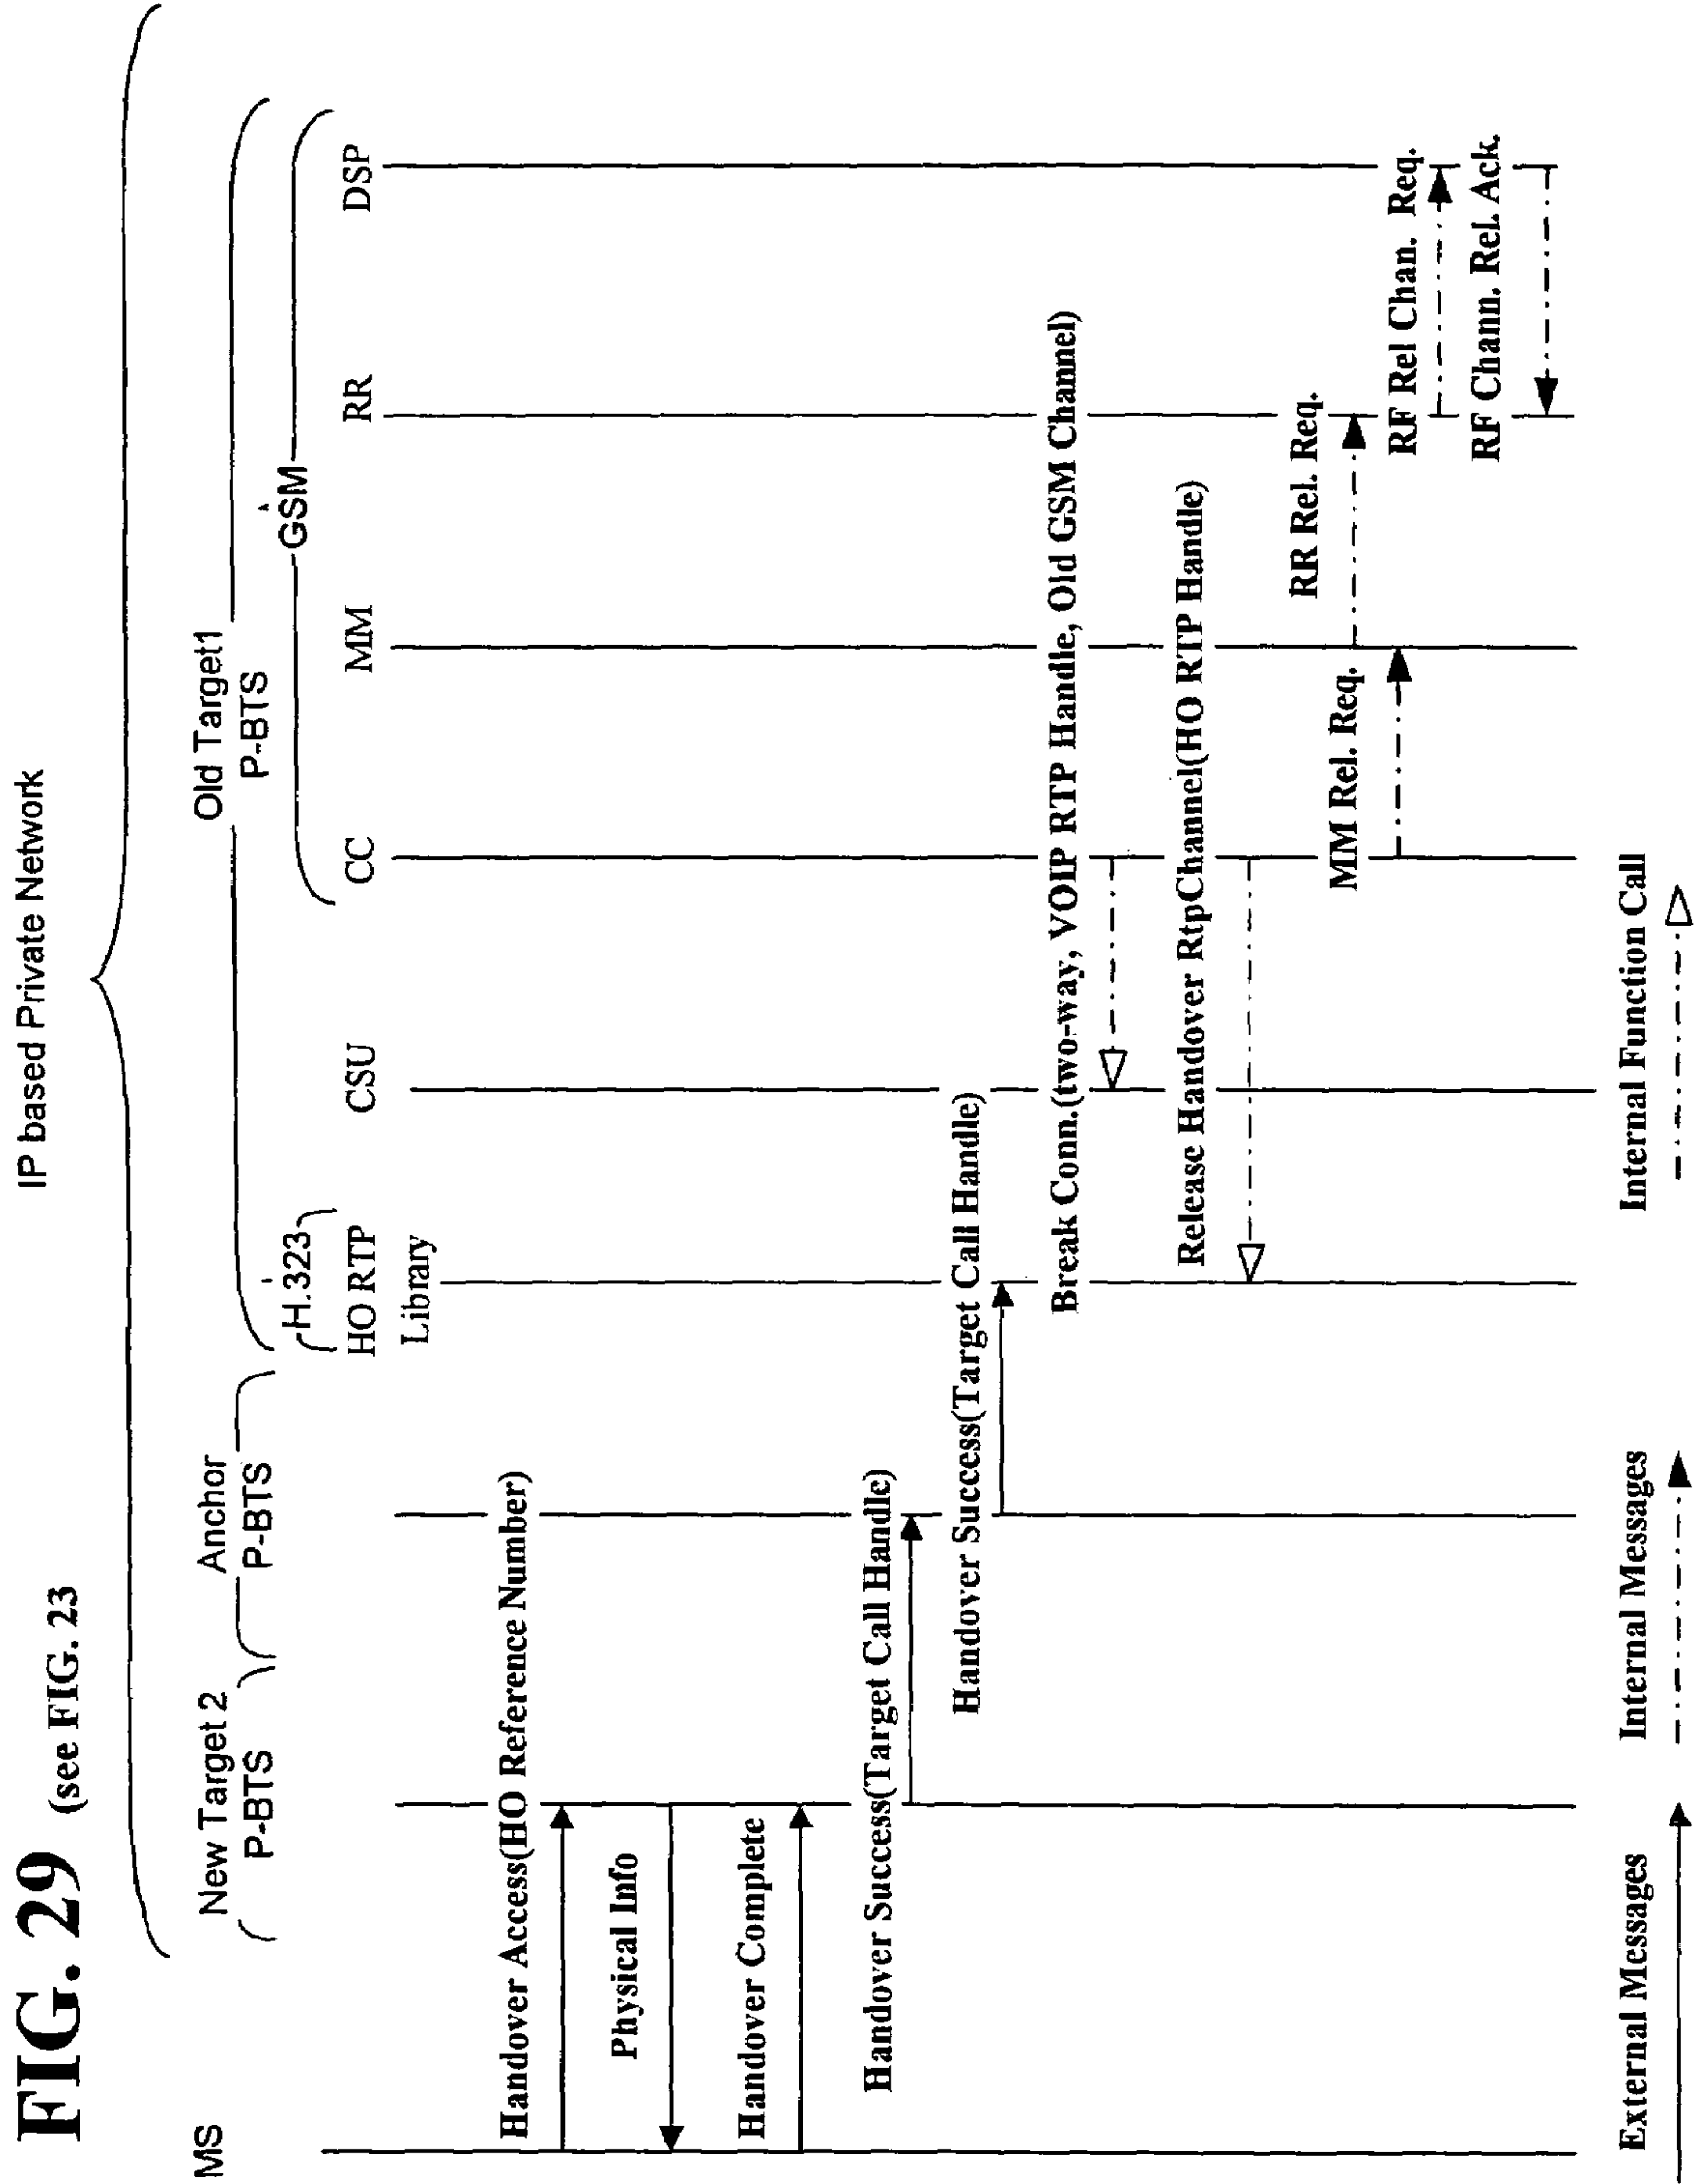 FIG. 29 (see FIG. 23
IP based Private Network
MS
New Target 2
P-BTS
Anchor
P-BTS
Old Target1
P-BTS
H.323
GSM
HO RTP
Library
CSU
CC
MM
RR
DSP
Handover Access(HO Reference Number)
Physical Info
Handover Complete
Handover Success(Target Call Handle)
Handover Success(Target Call Handle)
Break Conn.(two-way, VOIP RTP Handle, Old GSM Channel)
Release Handover RtpChannel(HO RTP Handle)
RR Rel. Req.
MM Rel. Req.
RF Rel Chan. Req.
RF Chann. Rel. Ack.
External Messages
Internal Messages
Internal Function Call